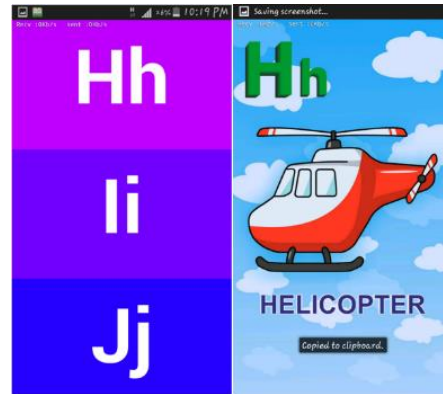 10:19 PM
Hh
Ii
Jj
Saving screenshot...
Hh
HELICOPTER
Copied to clipboard.